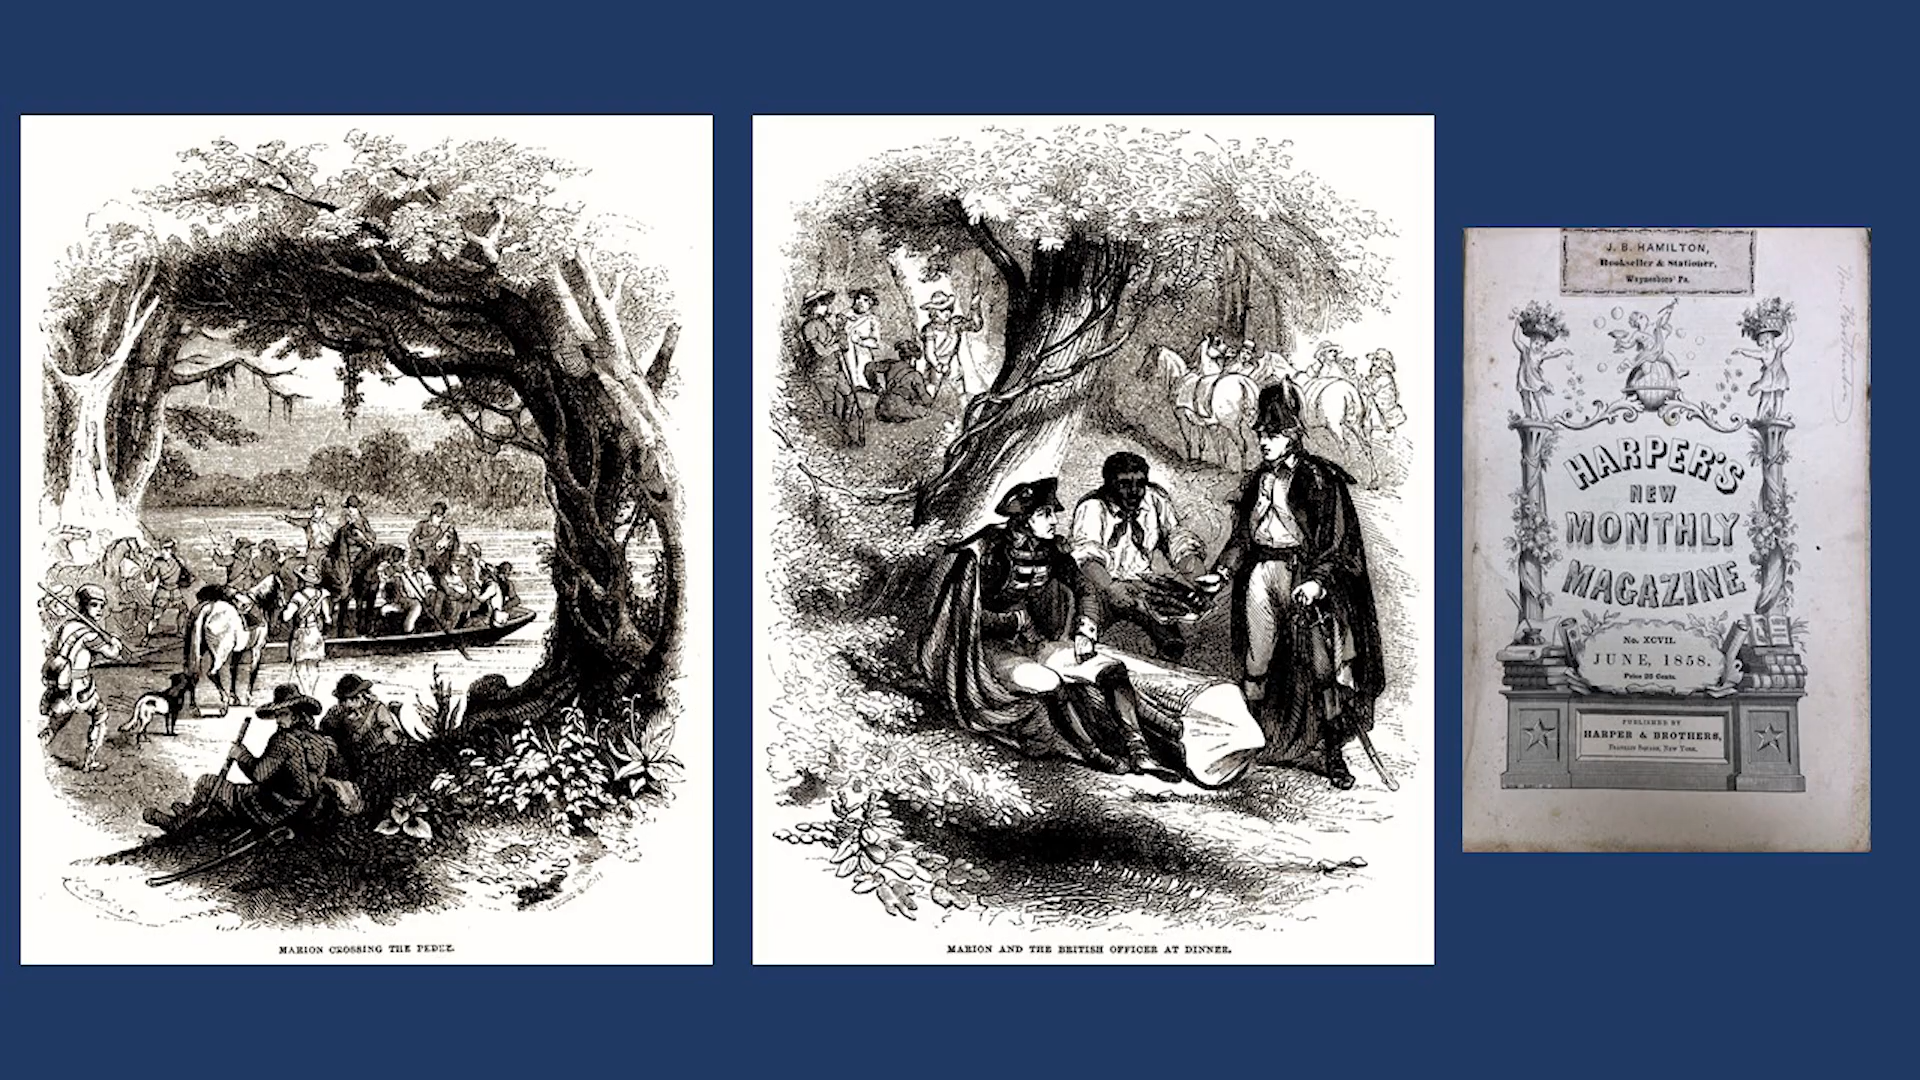 MARION CROSSING THE PEDEE.
MARION AND THE BRITISH OFFICER AT DINNER.
J. B. HAMILTON,
Bookseller & Stationer,
Waynesboro' Pa.
HARPER'S
NEW
MONTHLY
MAGAZINE
No. XCVII.
JUNE, 1858.
Price 25 Cents.
PUBLISHED BY
HARPER & BROTHERS,
Franklin Square, New York.